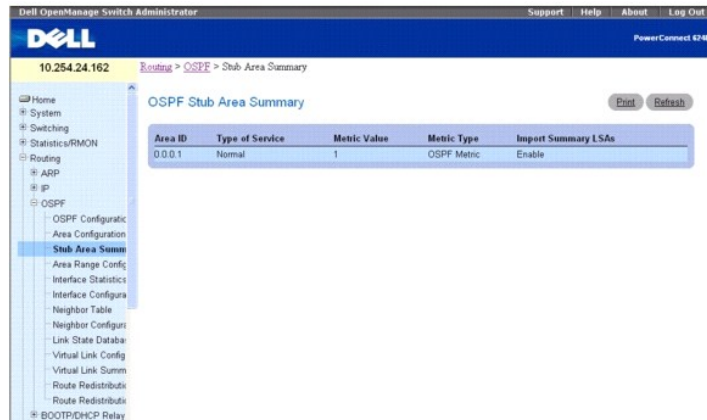 Dell OpenManage Switch Administrator
Support Help About Log Out
DELL
PowerConnect 6248
10.254.24.162
Routing > OSPF > Stub Area Summary
Home
System
Switching
Statistics/RMON
Routing
ARP
IP
OSPF
OSPF Configuratic
Area Configuration
Stub Area Summ
Area Range Config
Interface Statistics
Interface Configura
Neighbor Table
Neighbor Configura
Link State Databa
Virtual Link Config
Virtual Link Summ
Route Redistributic
Route Redistributic
BOOTP/DHCP Relay
OSPF Stub Area Summary
Print Refresh
Area ID Type of Service Metric Value Metric Type Import Summary LSAs
0.0.0.1 Normal 1 OSPF Metric Enable